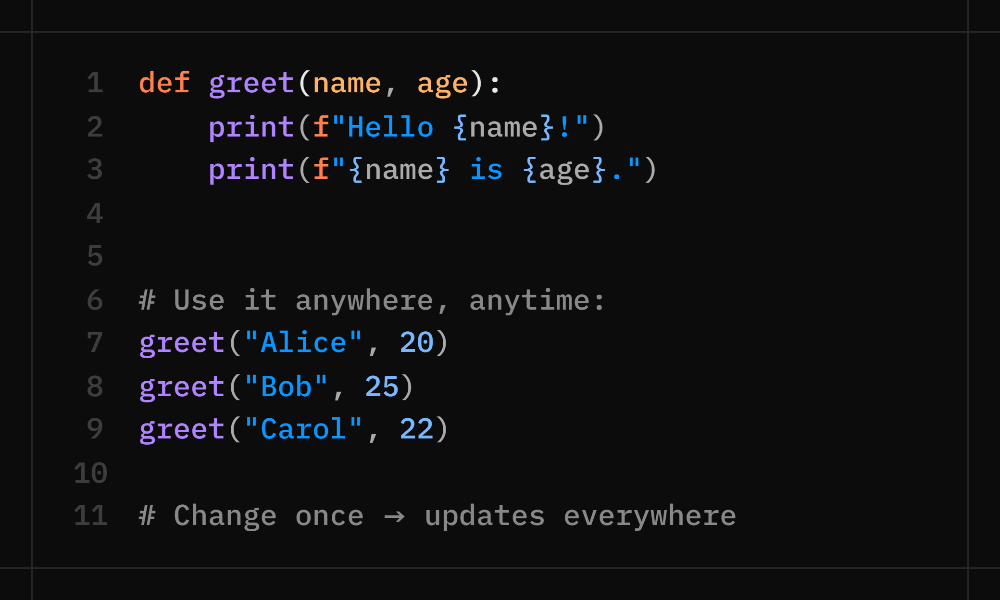 1 def greet(name, age):
2     print(f"Hello {name}!")
3     print(f"{name} is {age}.")
4
5
6 # Use it anywhere, anytime:
7 greet("Alice", 20)
8 greet("Bob", 25)
9 greet("Carol", 22)
10
11 # Change once → updates everywhere